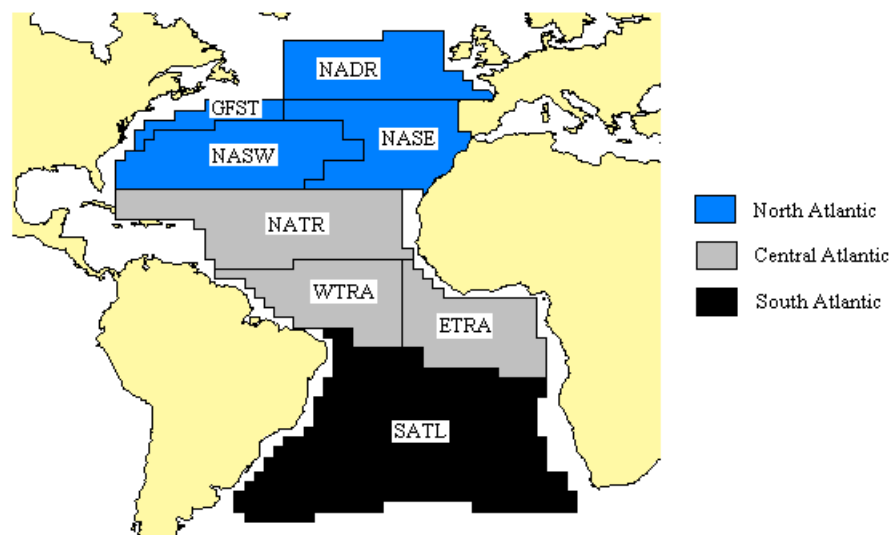 NADR
GFST
NASE
NASW
NATR
WTRA
ETRA
SATL
North Atlantic
Central Atlantic
South Atlantic